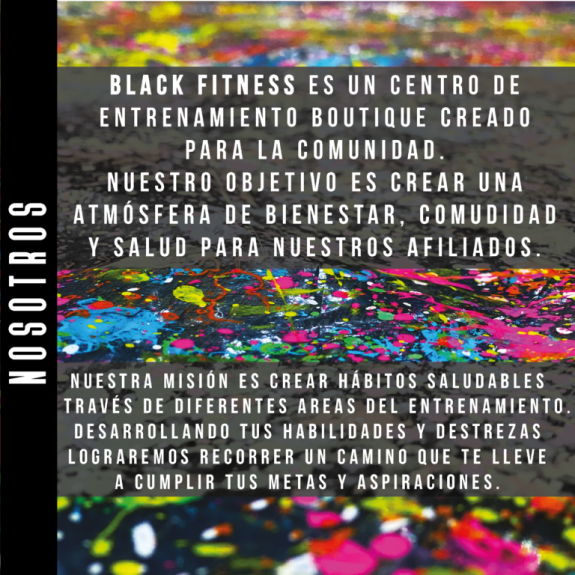 NOSOTROS
BLACK FITNESS ES UN CENTRO DE
ENTRENAMIENTO BOUTIQUE CREADO
PARA LA COMUNIDAD.
NUESTRO OBJETIVO ES CREAR UNA
ATMÓSFERA DE BIENESTAR, COMUDIDAD
Y SALUD PARA NUESTROS AFILIADOS.
NUESTRA MISIÓN ES CREAR HÁBITOS SALUDABLES
TRAVÉS DE DIFERENTES AREAS DEL ENTRENAMIENTO.
DESARROLLANDO TUS HABILIDADES Y DESTREZAS
LOGRAREMOS RECORRER UN CAMINO QUE TE LLEVE
A CUMPLIR TUS METAS Y ASPIRACIONES.